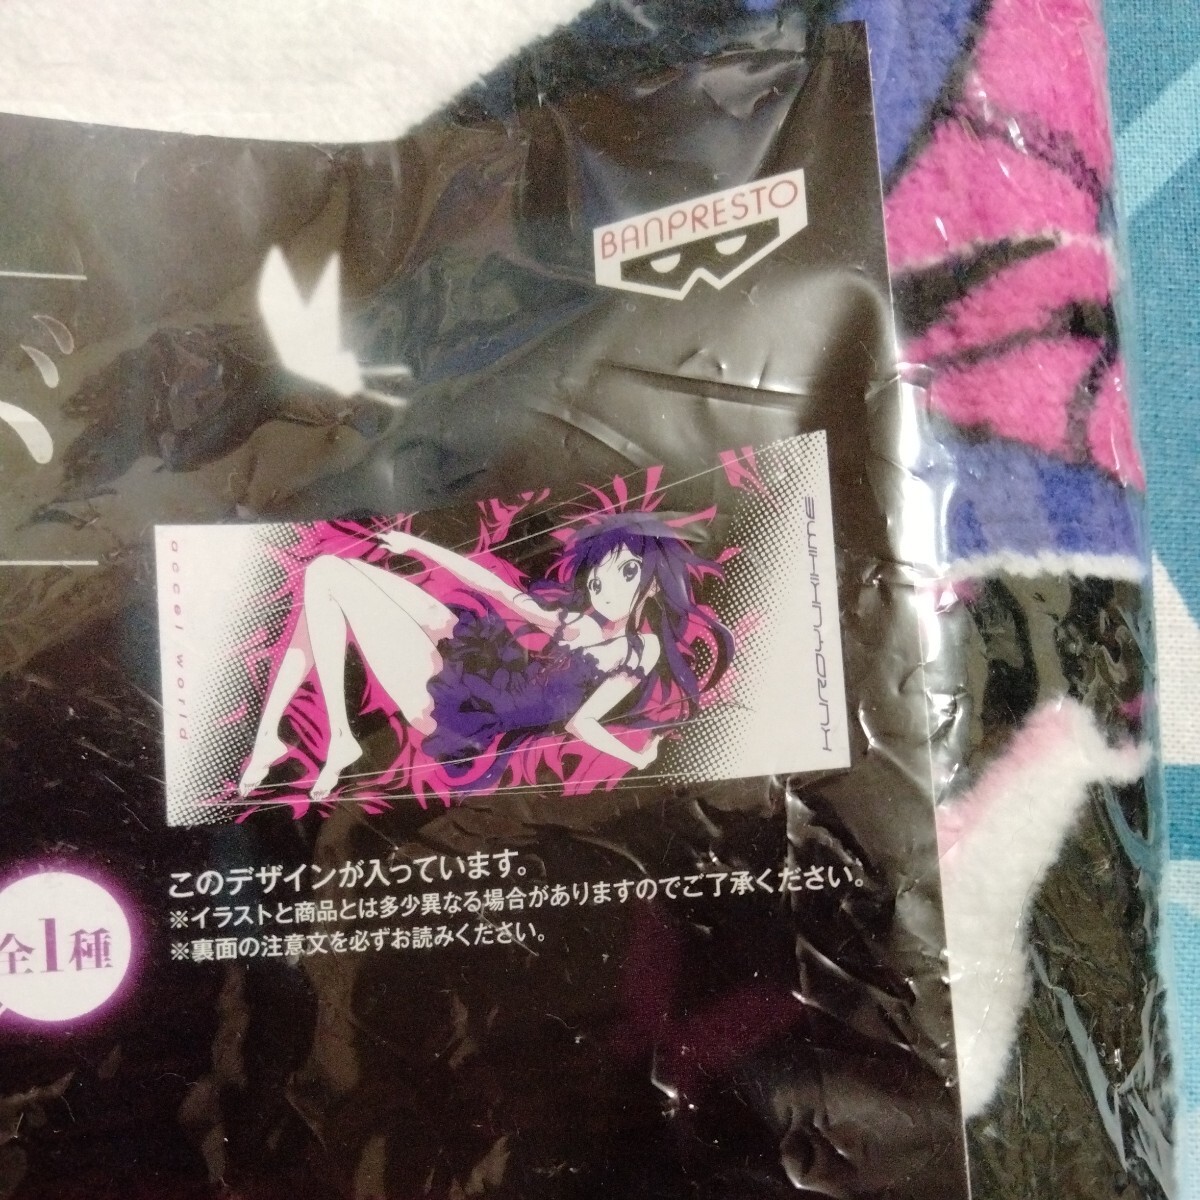 BANPRESTO
accel world
KUROYUKIHIME
このデザインが入っています。
※イラストと商品とは多少異なる場合がありますのでご了承ください。
※裏面の注意文を必ずお読みください。
全1種